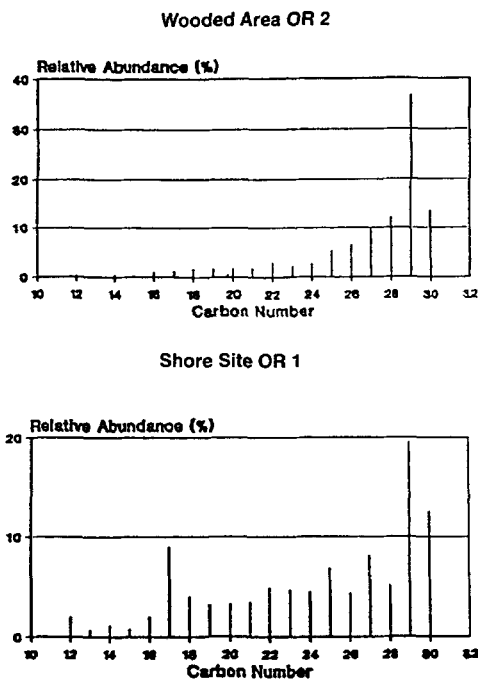 Wooded Area OR 2
Relative Abundance (%)
40
30
20
10
0
10 12 14 16 18 20 22 24 26 28 30 32
Carbon Number
Shore Site OR 1
Relative Abundance (%)
20
10
0
10 12 14 16 18 20 22 24 26 28 30 32
Carbon Number